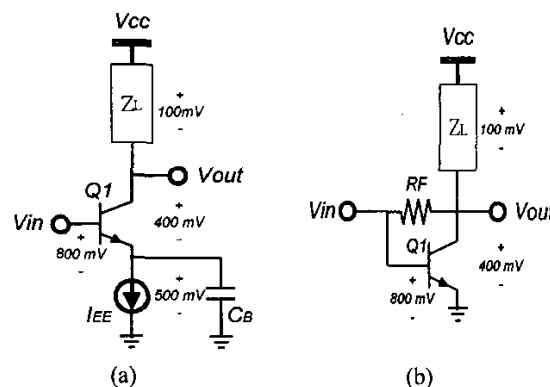 Vcc
ZL
+
100mV
-
Q1
Vout
Vin
+
800 mV
-
+
400 mV
-
+
500 mV
-
IEE
CB
(a)
Vcc
ZL
+
100 mV
-
RF
Vin
Vout
Q1
+
800 mV
-
+
400 mV
-
(b)